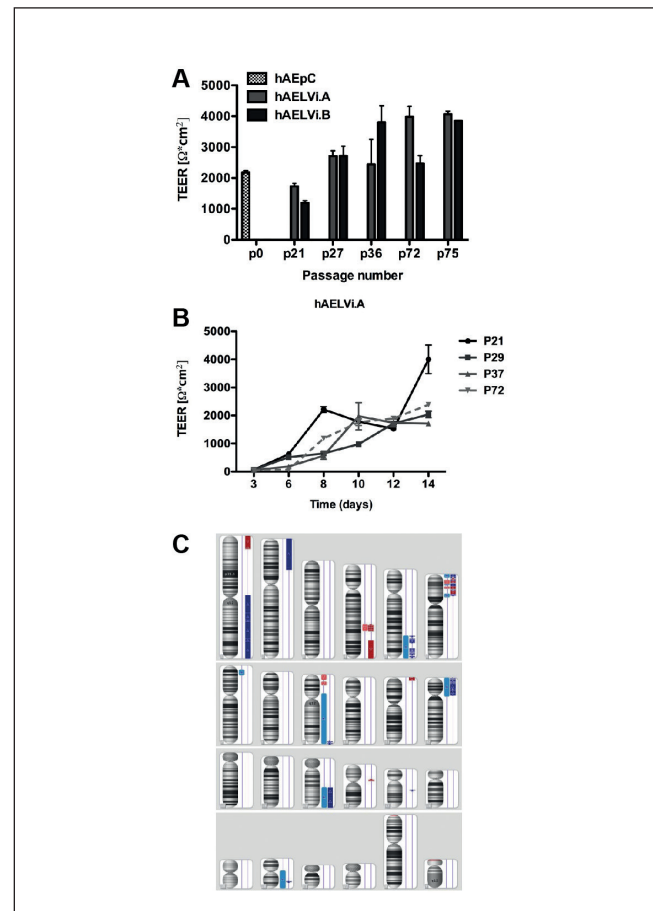 A
hAEpC
hAELVi.A
hAELVi.B
TEER [Ω*cm²]
5000
4000
3000
2000
1000
0
p0 p21 p27 p36 p72 p75
Passage number
hAELVi.A
B
TEER [Ω*cm²]
5000
4000
3000
2000
1000
0
3 6 8 10 12 14
Time (days)
P21
P29
P37
P72
C